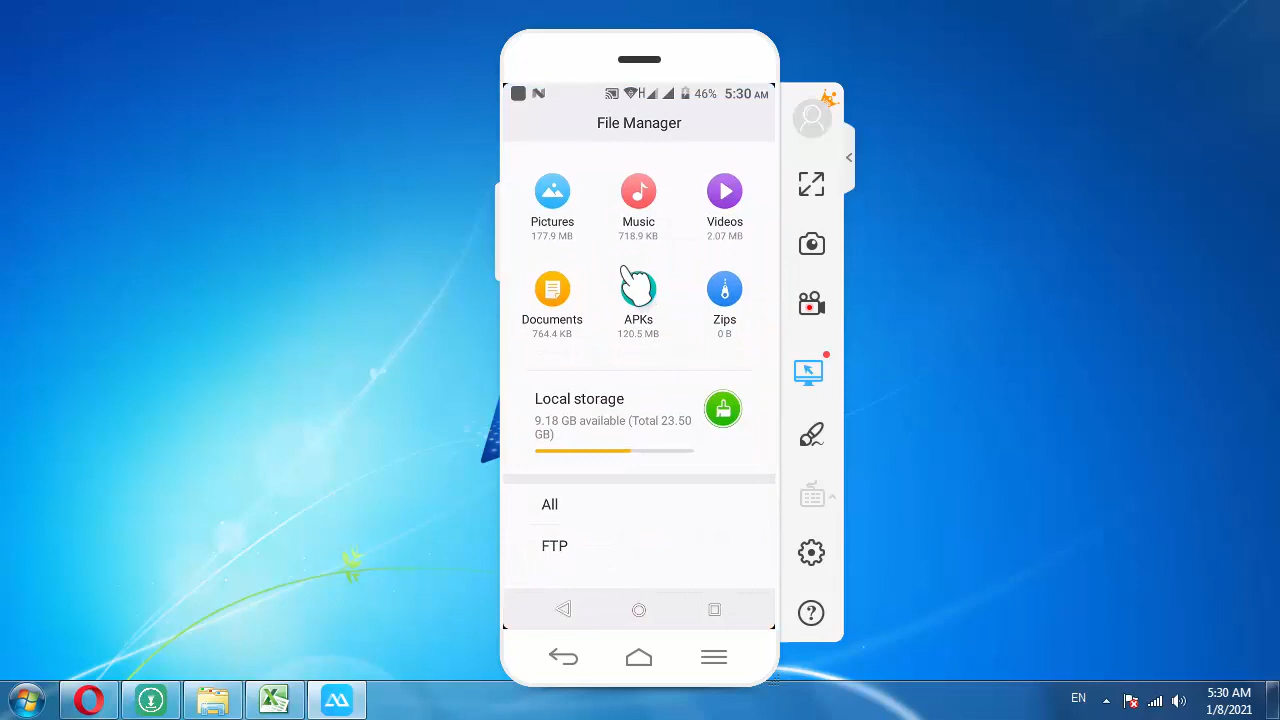 46% 5:30 AM
File Manager
Pictures Music Videos
177.9 MB 718.9 KB 2.07 MB
Documents APKs Zips
764.4 KB 120.5 MB 0 B
Local storage
9.18 GB available (Total 23.50
GB)
All
FTP
EN
5:30 AM
1/8/2021